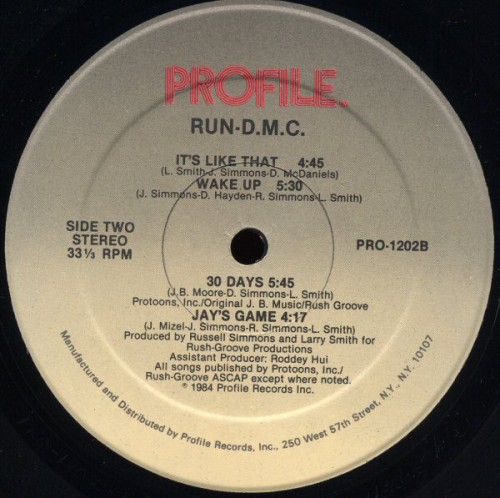 PROFILE.
RUN-D.M.C.
IT'S LIKE THAT 4:45
(L. Smith-J. Simmons-D. McDaniels)
WAKE UP 5:30
(J. Simmons-D. Hayden-R. Simmons-L. Smith)
SIDE TWO
STEREO
33⅓ RPM
PRO-1202B
30 DAYS 5:45
(J.B. Moore-D. Simmons-L. Smith)
Protoons, Inc./Original J. B. Music/Rush Groove
JAY'S GAME 4:17
(J. Mizel-J. Simmons-R. Simmons-L. Smith)
Produced by Russell Simmons and Larry Smith for
Rush-Groove Productions
Assistant Producer: Roddey Hui
All songs published by Protoons, Inc./
Rush-Groove ASCAP except where noted.
℗1984 Profile Records Inc.
Manufactured and Distributed by Profile Records, Inc., 250 West 57th Street, N.Y., N.Y. 10107